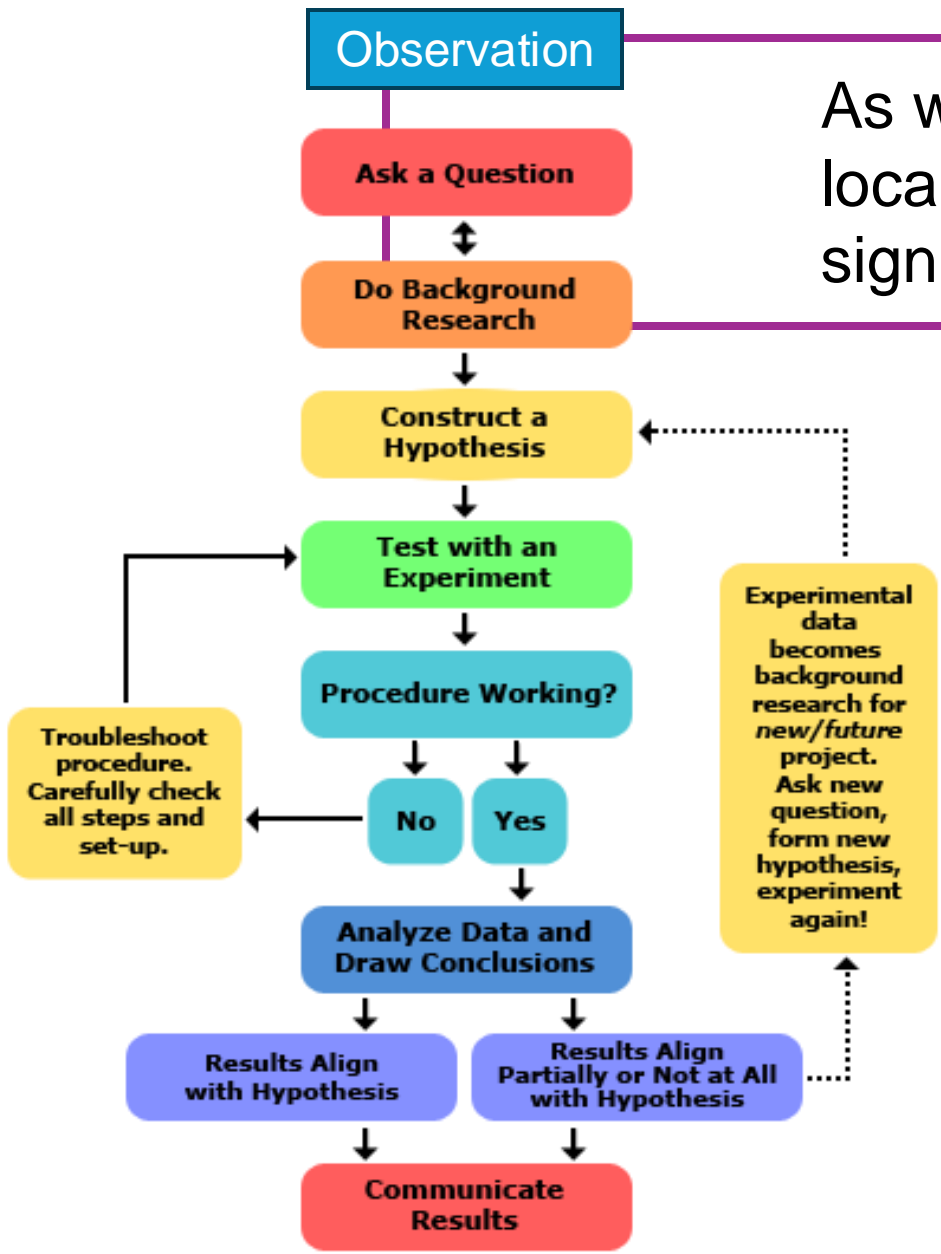 Observation
As w
loca
sign
Ask a Question
Do Background
Research
Construct a
Hypothesis
Test with an
Experiment
Procedure Working?
No
Yes
Troubleshoot
procedure.
Carefully check
all steps and
set-up.
Experimental
data
becomes
background
research for
new/future
project.
Ask new
question,
form new
hypothesis,
experiment
again!
Analyze Data and
Draw Conclusions
Results Align
with Hypothesis
Results Align
Partially or Not at All
with Hypothesis
Communicate
Results